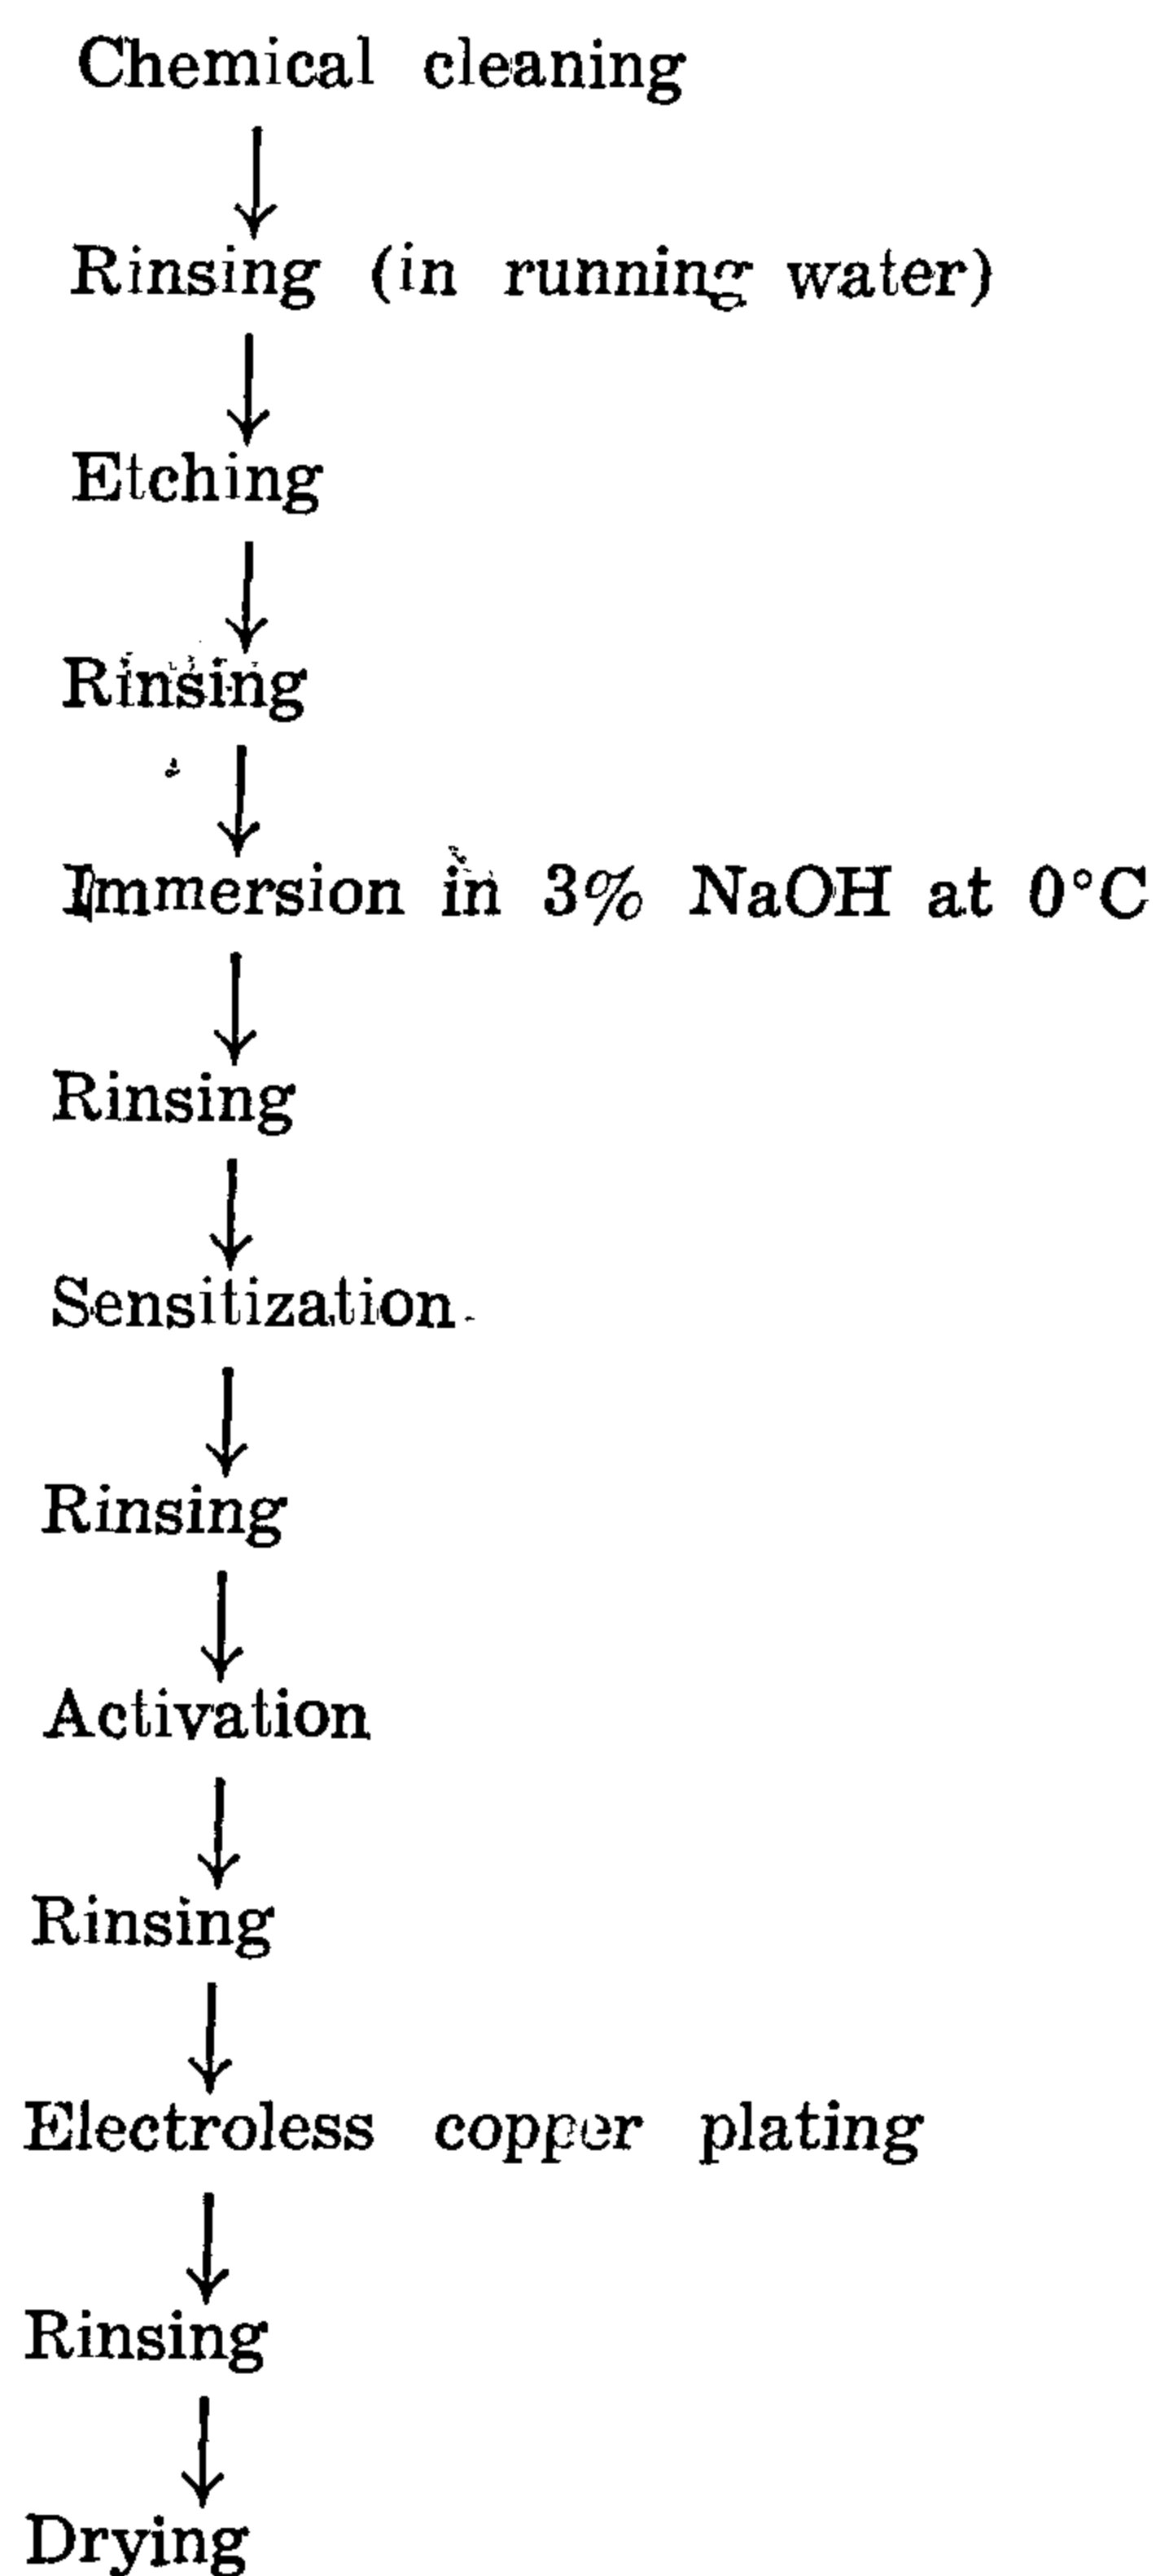 Chemical cleaning
Rinsing (in running water)
Etching
Rinsing
Immersion in 3% NaOH at 0°C
Rinsing
Sensitization
Rinsing
Activation
Rinsing
Electroless copper plating
Rinsing
Drying